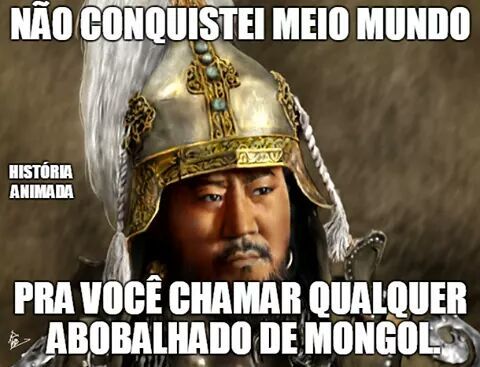 NÃO CONQUISTEI MEIO MUNDO
HISTÓRIA
ANIMADA
PRA VOCÊ CHAMAR QUALQUER
ABOBALHADO DE MONGOL.